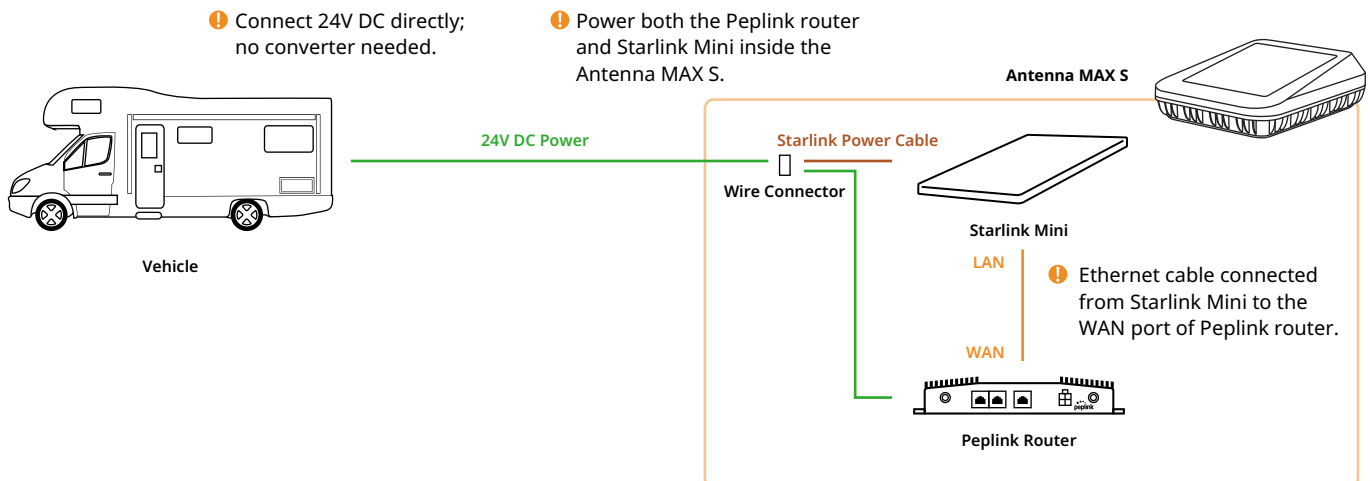 Connect 24V DC directly;
no converter needed.
Power both the Peplink router
and Starlink Mini inside the
Antenna MAX S.
Antenna MAX S
24V DC Power
Starlink Power Cable
Wire Connector
Vehicle
Starlink Mini
LAN
Ethernet cable connected
from Starlink Mini to the
WAN port of Peplink router.
WAN
peplink
Peplink Router